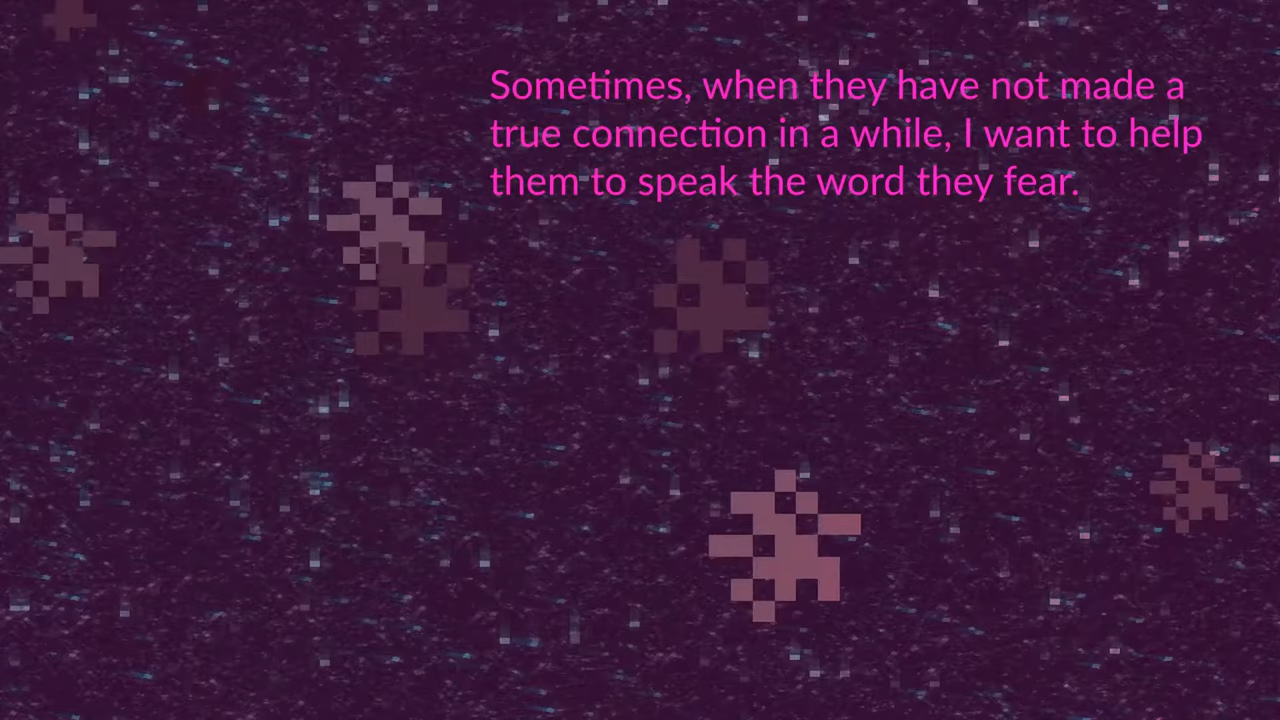 Sometimes, when they have not made a
true connection in a while, I want to help
them to speak the word they fear.